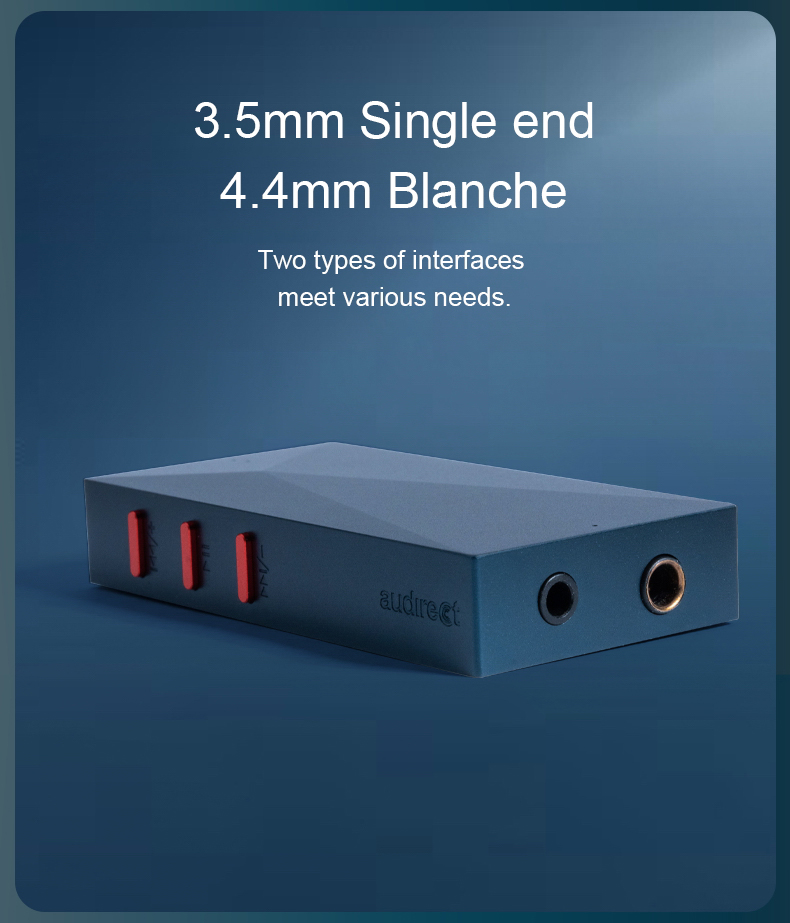 3.5mm Single end
4.4mm Blanche
Two types of interfaces
meet various needs.
audirect